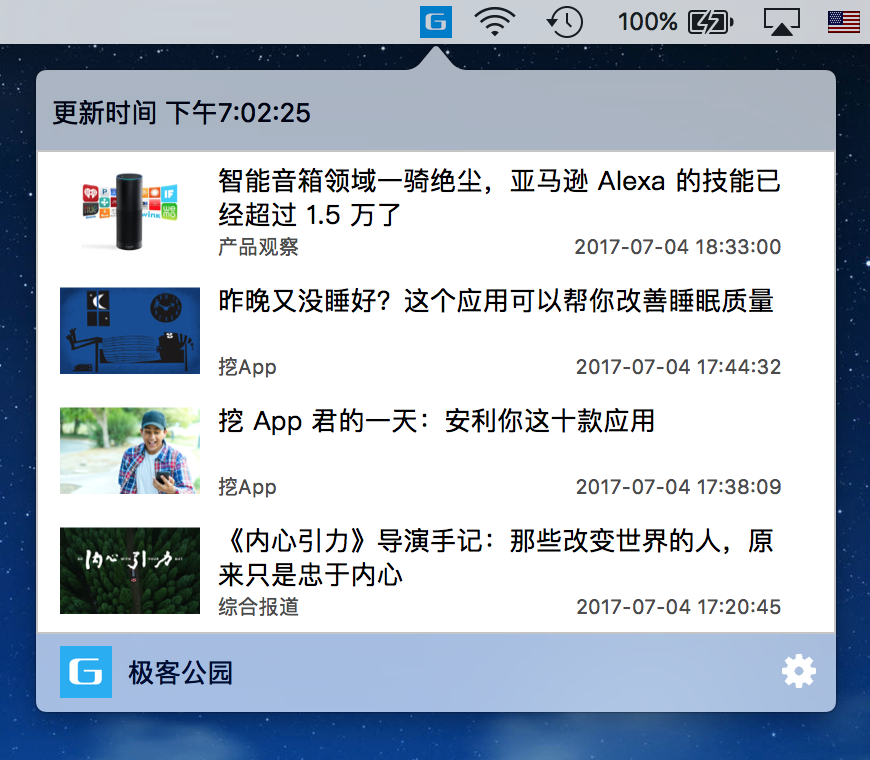 G
100%
更新时间 下午7:02:25
智能音箱领域一骑绝尘，亚马逊 Alexa 的技能已
经超过 1.5 万了
产品观察
2017-07-04 18:33:00
昨晚又没睡好？这个应用可以帮你改善睡眠质量
挖App
2017-07-04 17:44:32
挖 App 君的一天：安利你这十款应用
挖App
2017-07-04 17:38:09
内心引力
《内心引力》导演手记：那些改变世界的人，原
来只是忠于内心
综合报道
2017-07-04 17:20:45
G 极客公园